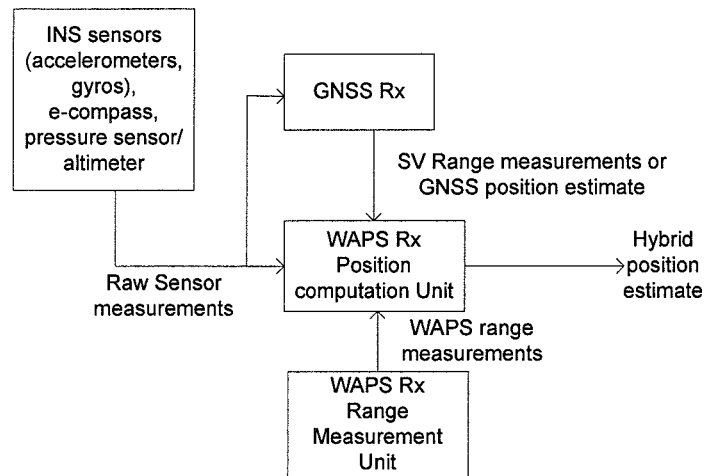 INS sensors
(accelerometers,
gyros),
e-compass,
pressure sensor/
altimeter
GNSS Rx
SV Range measurements or
GNSS position estimate
WAPS Rx
Position
computation Unit
Hybrid
position
estimate
Raw Sensor
measurements
WAPS range
measurements
WAPS Rx
Range
Measurement
Unit